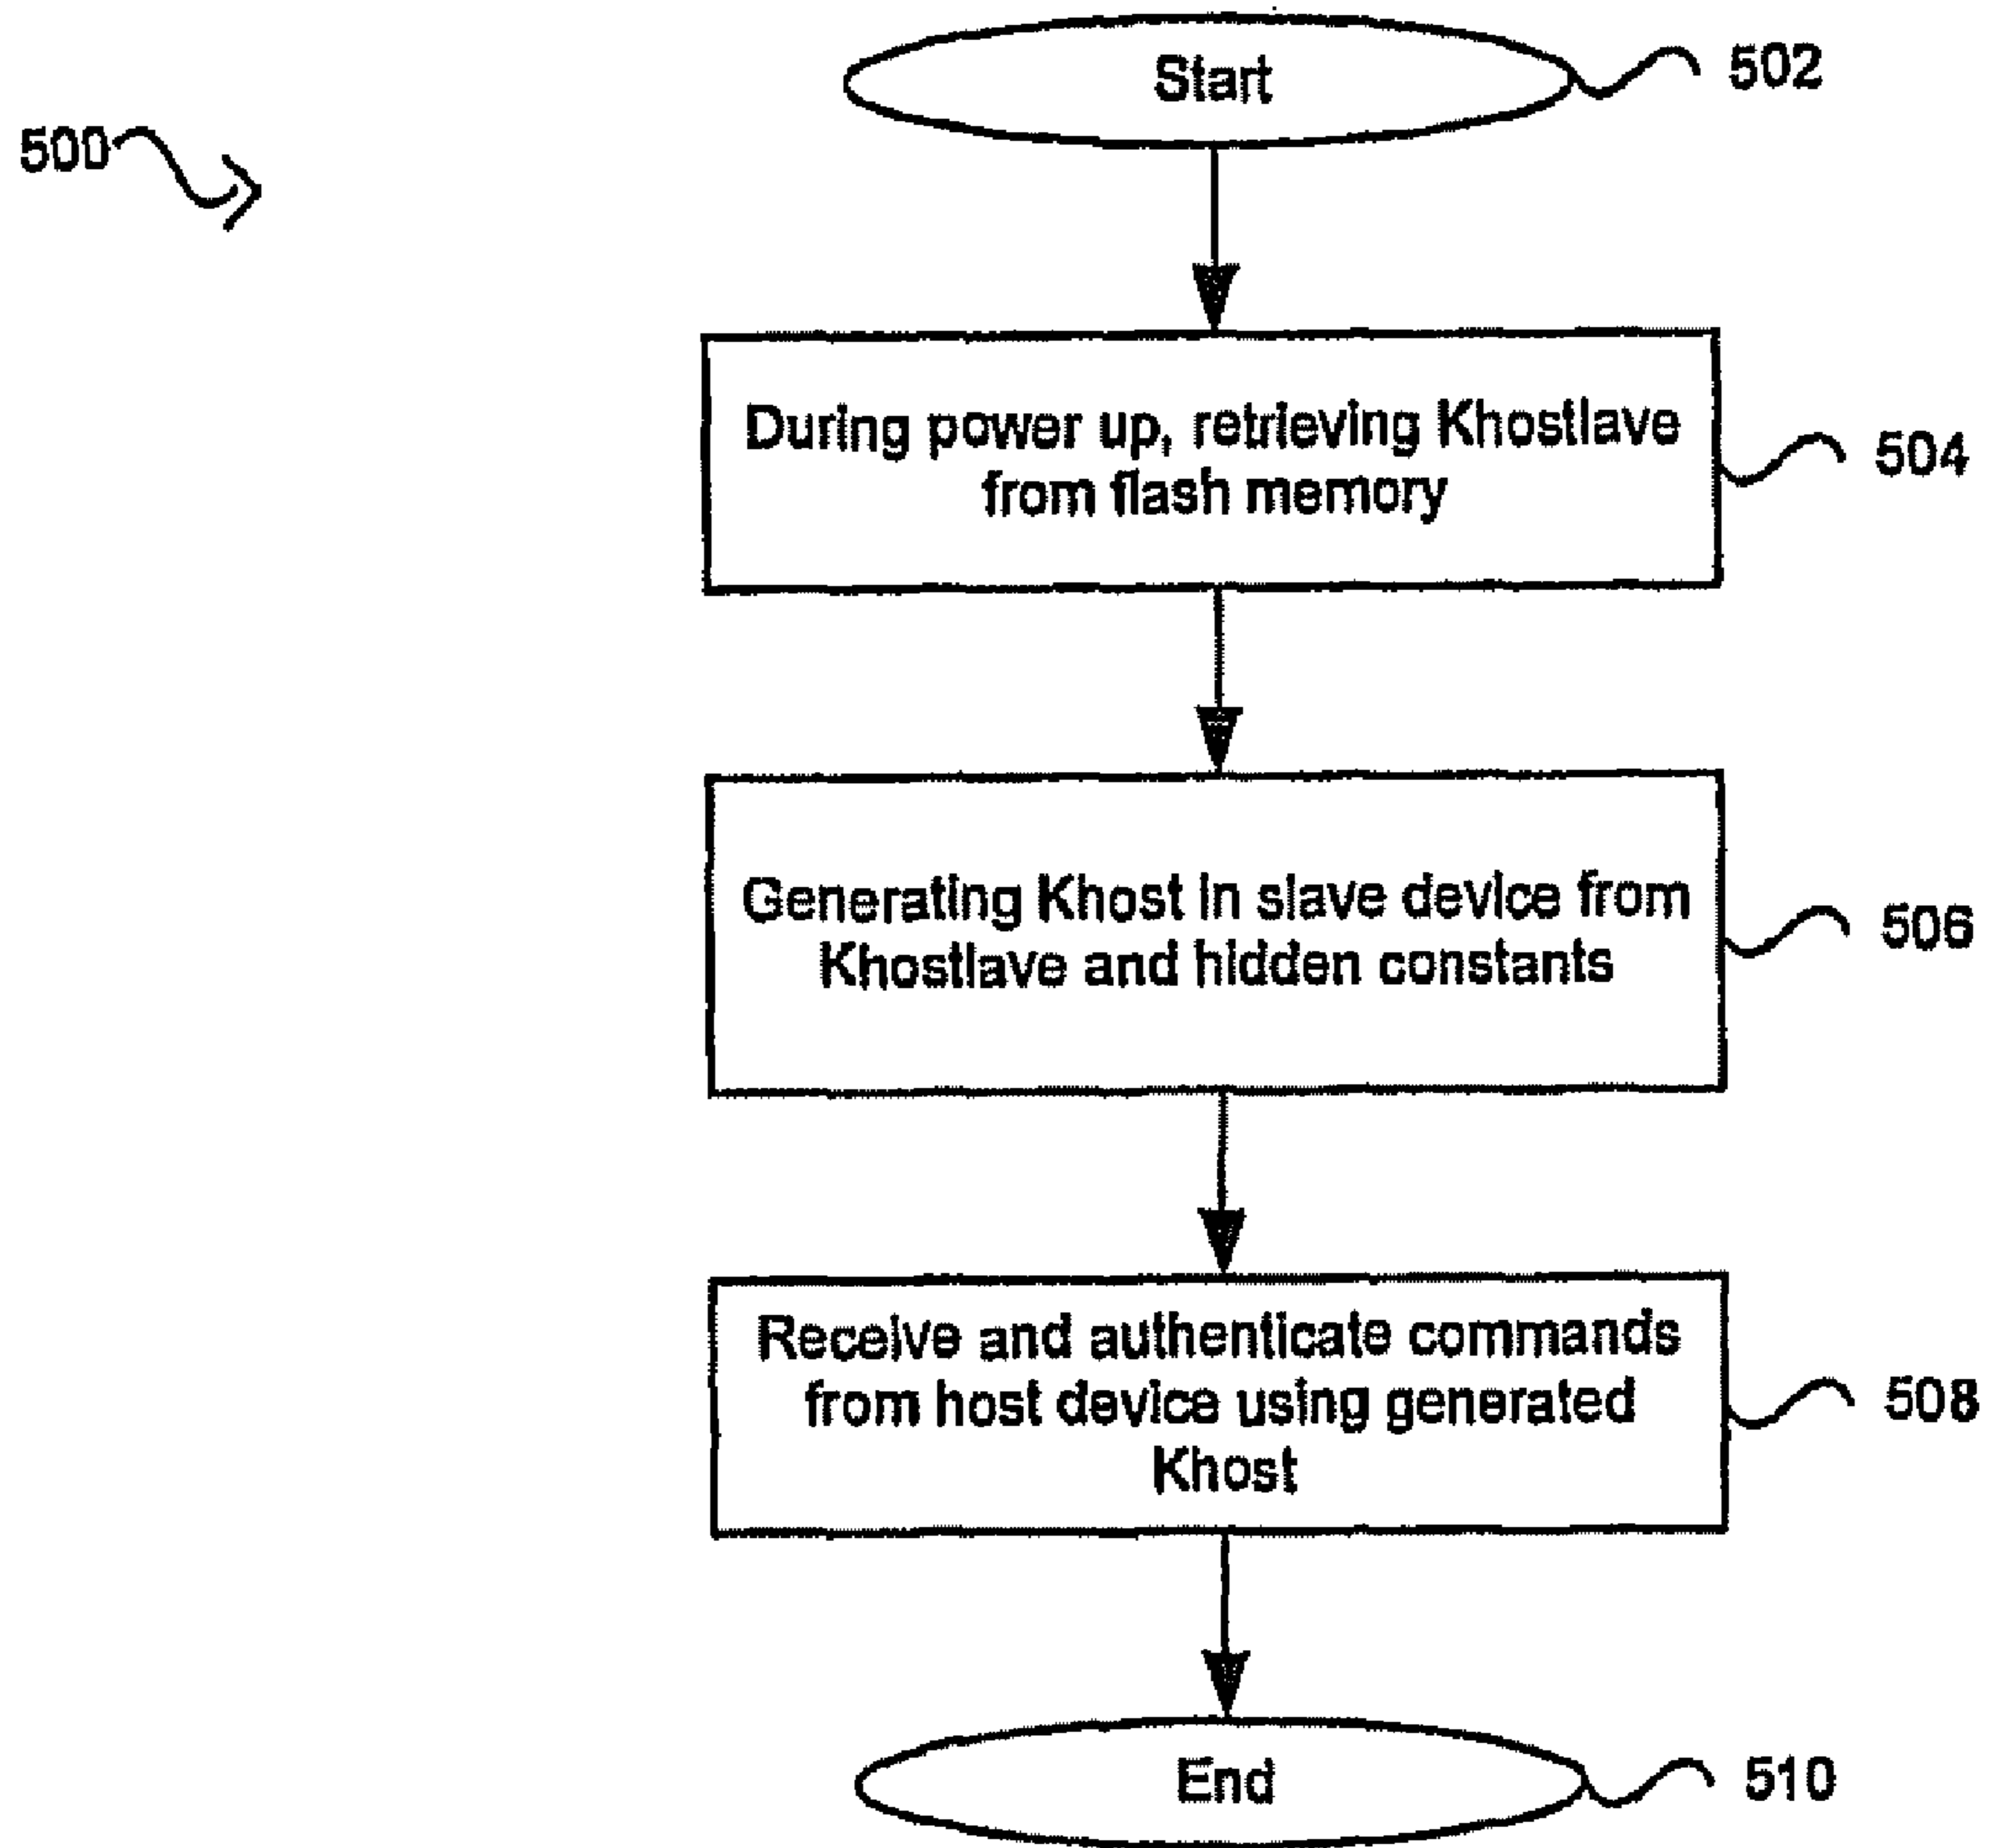 Start
502
500
During power up, retrieving Khostlave
from flash memory
504
Generating Khost in slave device from
Khostlave and hidden constants
506
Receive and authenticate commands
from host device using generated
Khost
508
End
510